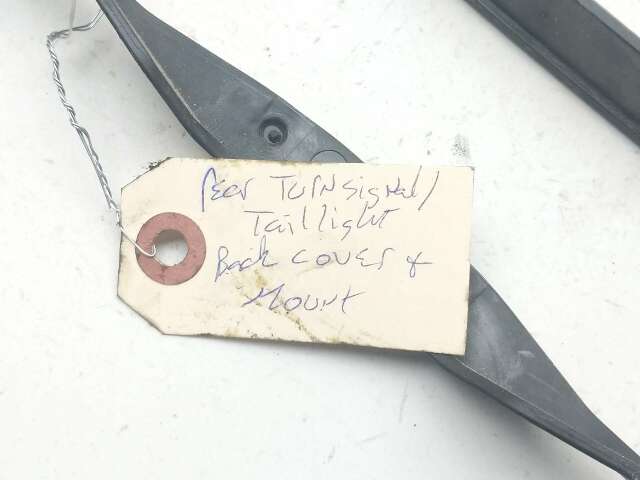 rear TURNsignal/
Taillight
Back COVER &
MOUNT